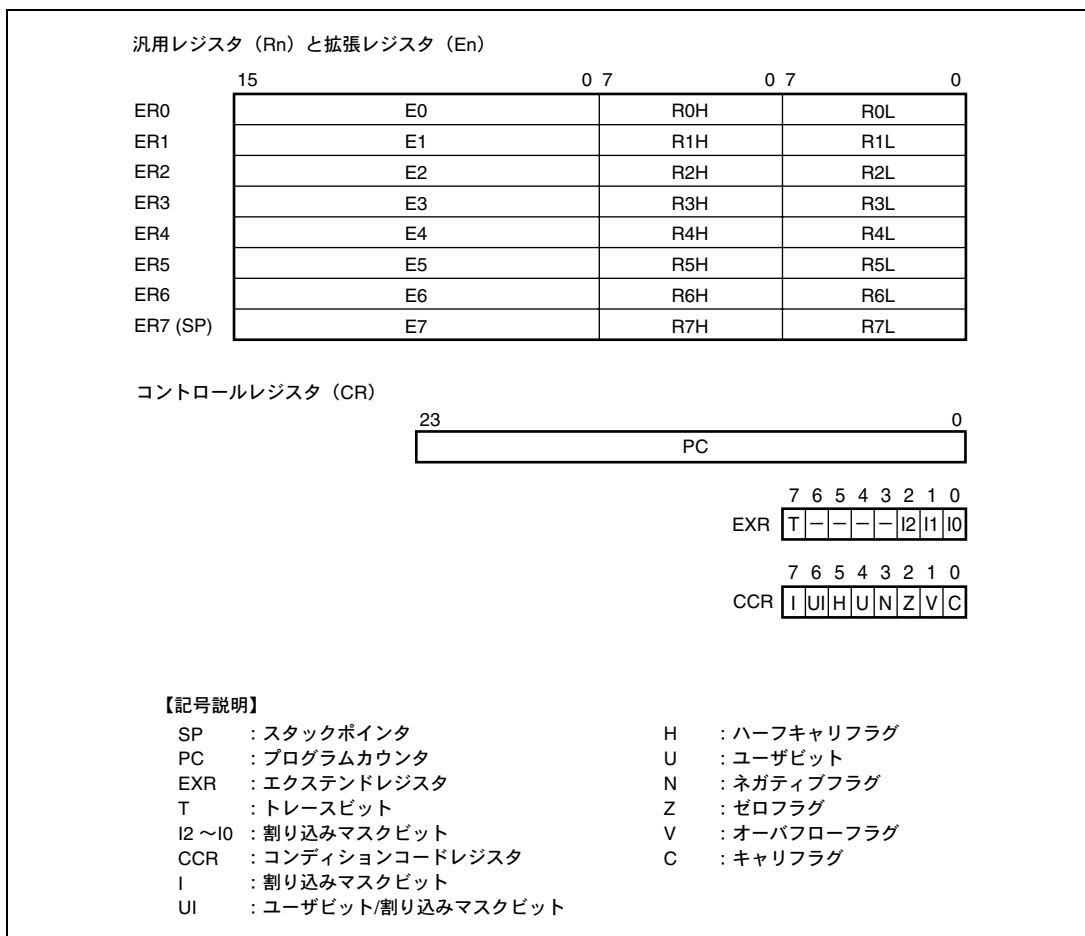 汎用レジスタ（Rn）と拡張レジスタ（En）
15 0 7 0 7 0
ER0 E0 R0H R0L
ER1 E1 R1H R1L
ER2 E2 R2H R2L
ER3 E3 R3H R3L
ER4 E4 R4H R4L
ER5 E5 R5H R5L
ER6 E6 R6H R6L
ER7 (SP) E7 R7H R7L
コントロールレジスタ（CR）
23 0
PC
7 6 5 4 3 2 1 0
EXR T － － － － I2 I1 I0
7 6 5 4 3 2 1 0
CCR I UI H U N Z V C
【記号説明】
SP ：スタックポインタ
PC ：プログラムカウンタ
EXR ：エクステンドレジスタ
T ：トレースビット
I2 ～I0 ：割り込みマスクビット
CCR ：コンディションコードレジスタ
I ：割り込みマスクビット
UI ：ユーザビット/割り込みマスクビット
H ：ハーフキャリフラグ
U ：ユーザビット
N ：ネガティブフラグ
Z ：ゼロフラグ
V ：オーバフローフラグ
C ：キャリフラグ